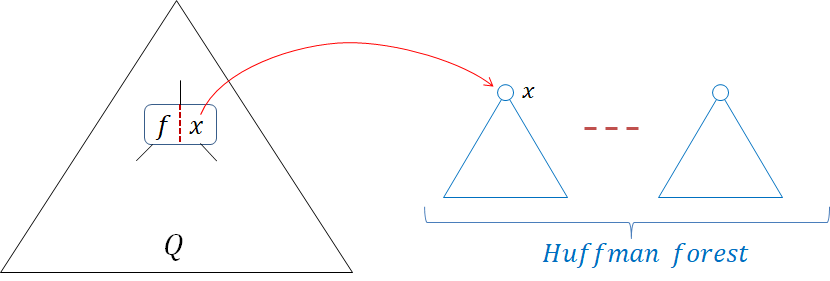 f x
x
Q
Huffman forest